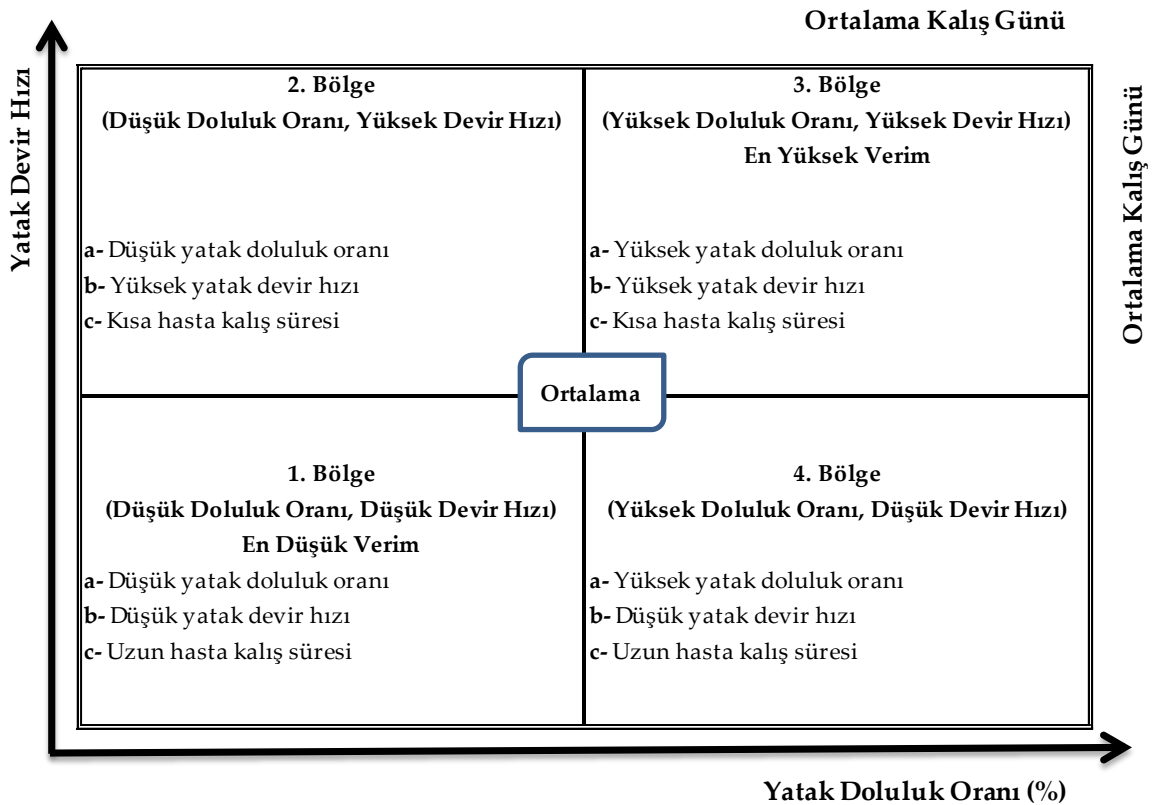 Ortalama Kalış Günü
Yatak Devir Hızı
2. Bölge
(Düşük Doluluk Oranı, Yüksek Devir Hızı)
a- Düşük yatak doluluk oranı
b- Yüksek yatak devir hızı
c- Kısa hasta kalış süresi
3. Bölge
(Yüksek Doluluk Oranı, Yüksek Devir Hızı)
En Yüksek Verim
a- Yüksek yatak doluluk oranı
b- Yüksek yatak devir hızı
c- Kısa hasta kalış süresi
Ortalama Kalış Günü
Ortalama
1. Bölge
(Düşük Doluluk Oranı, Düşük Devir Hızı)
En Düşük Verim
a- Düşük yatak doluluk oranı
b- Düşük yatak devir hızı
c- Uzun hasta kalış süresi
4. Bölge
(Yüksek Doluluk Oranı, Düşük Devir Hızı)
a- Yüksek yatak doluluk oranı
b- Düşük yatak devir hızı
c- Uzun hasta kalış süresi
Yatak Doluluk Oranı (%)